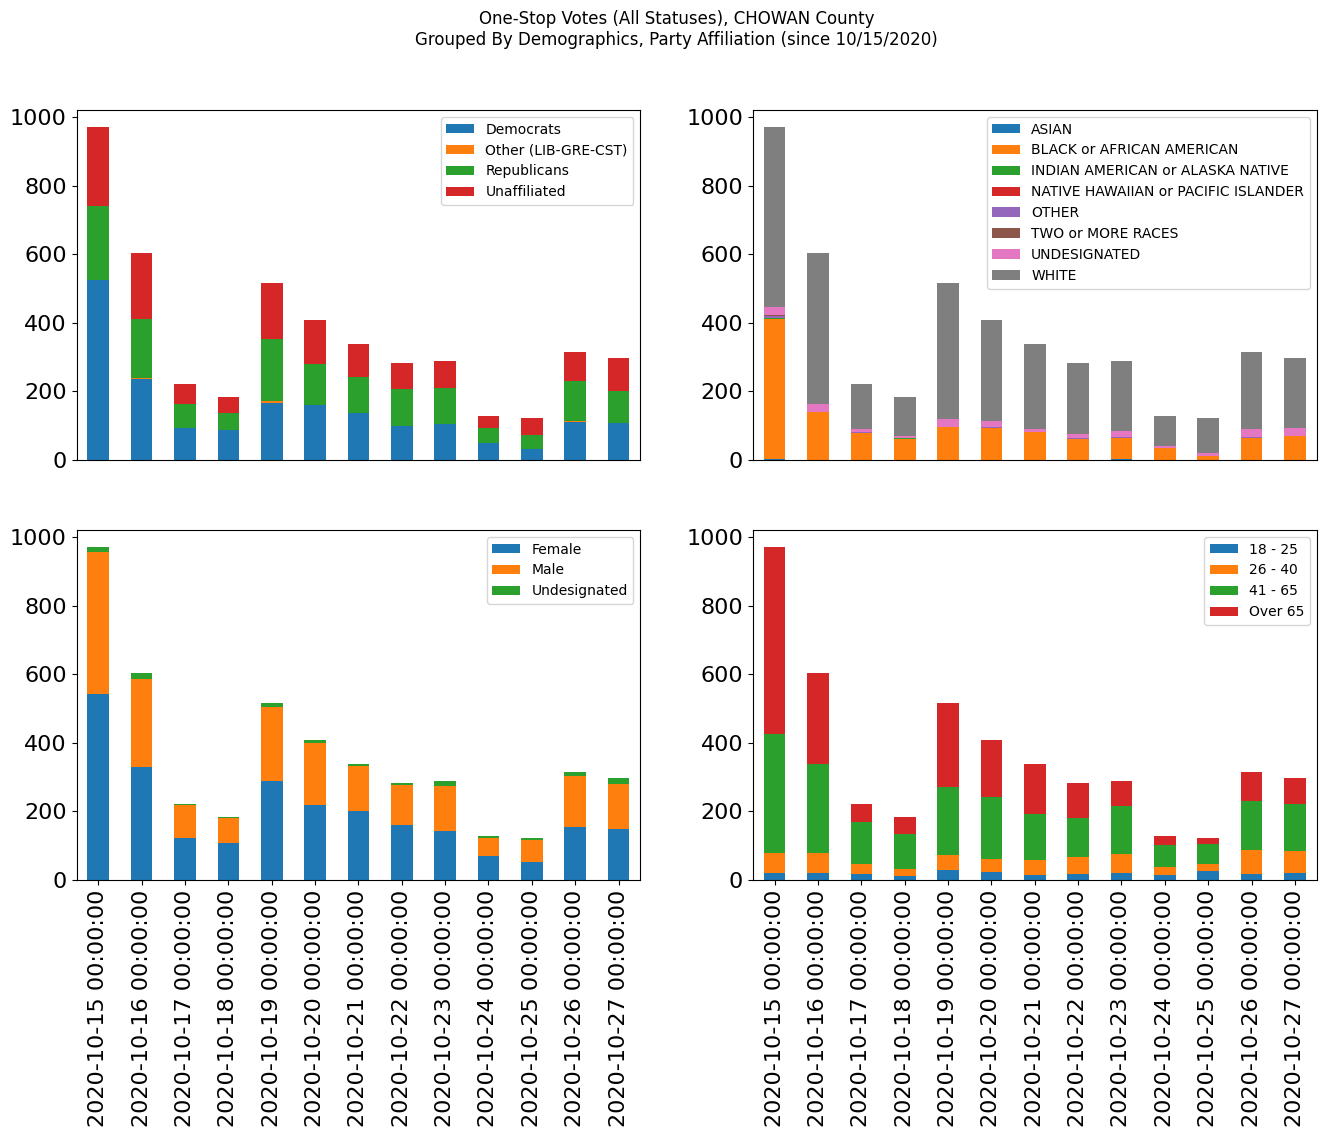 One-Stop Votes (All Statuses), CHOWAN County
Grouped By Demographics, Party Affiliation (since 10/15/2020)
1000
800
600
400
200
0
Democrats
Other (LIB-GRE-CST)
Republicans
Unaffiliated
1000
800
600
400
200
0
ASIAN
BLACK or AFRICAN AMERICAN
INDIAN AMERICAN or ALASKA NATIVE
NATIVE HAWAIIAN or PACIFIC ISLANDER
OTHER
TWO or MORE RACES
UNDESIGNATED
WHITE
1000
800
600
400
200
0
Female
Male
Undesignated
2020-10-15 00:00:00
2020-10-16 00:00:00
2020-10-17 00:00:00
2020-10-18 00:00:00
2020-10-19 00:00:00
2020-10-20 00:00:00
2020-10-21 00:00:00
2020-10-22 00:00:00
2020-10-23 00:00:00
2020-10-24 00:00:00
2020-10-25 00:00:00
2020-10-26 00:00:00
2020-10-27 00:00:00
1000
800
600
400
200
0
18 - 25
26 - 40
41 - 65
Over 65
2020-10-15 00:00:00
2020-10-16 00:00:00
2020-10-17 00:00:00
2020-10-18 00:00:00
2020-10-19 00:00:00
2020-10-20 00:00:00
2020-10-21 00:00:00
2020-10-22 00:00:00
2020-10-23 00:00:00
2020-10-24 00:00:00
2020-10-25 00:00:00
2020-10-26 00:00:00
2020-10-27 00:00:00